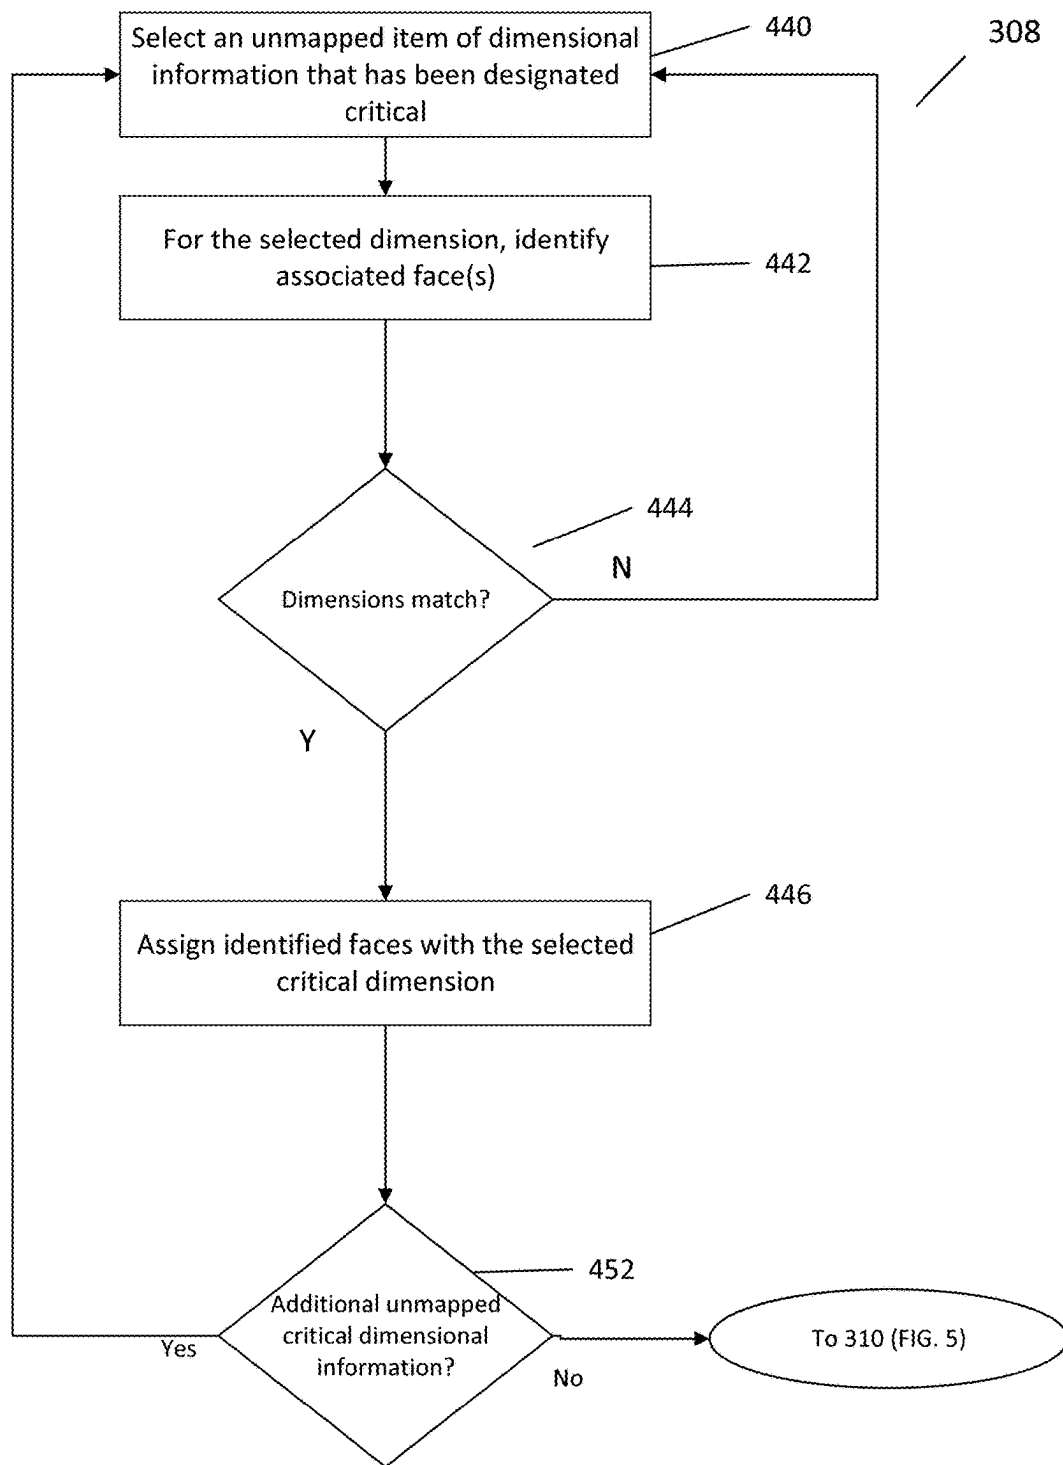 Select an unmapped item of dimensional
information that has been designated
critical
440
308
For the selected dimension, identify
associated face(s)
442
444
N
Dimensions match?
Y
446
Assign identified faces with the selected
critical dimension
452
Additional unmapped
critical dimensional
information?
Yes
No
To 310 (FIG. 5)